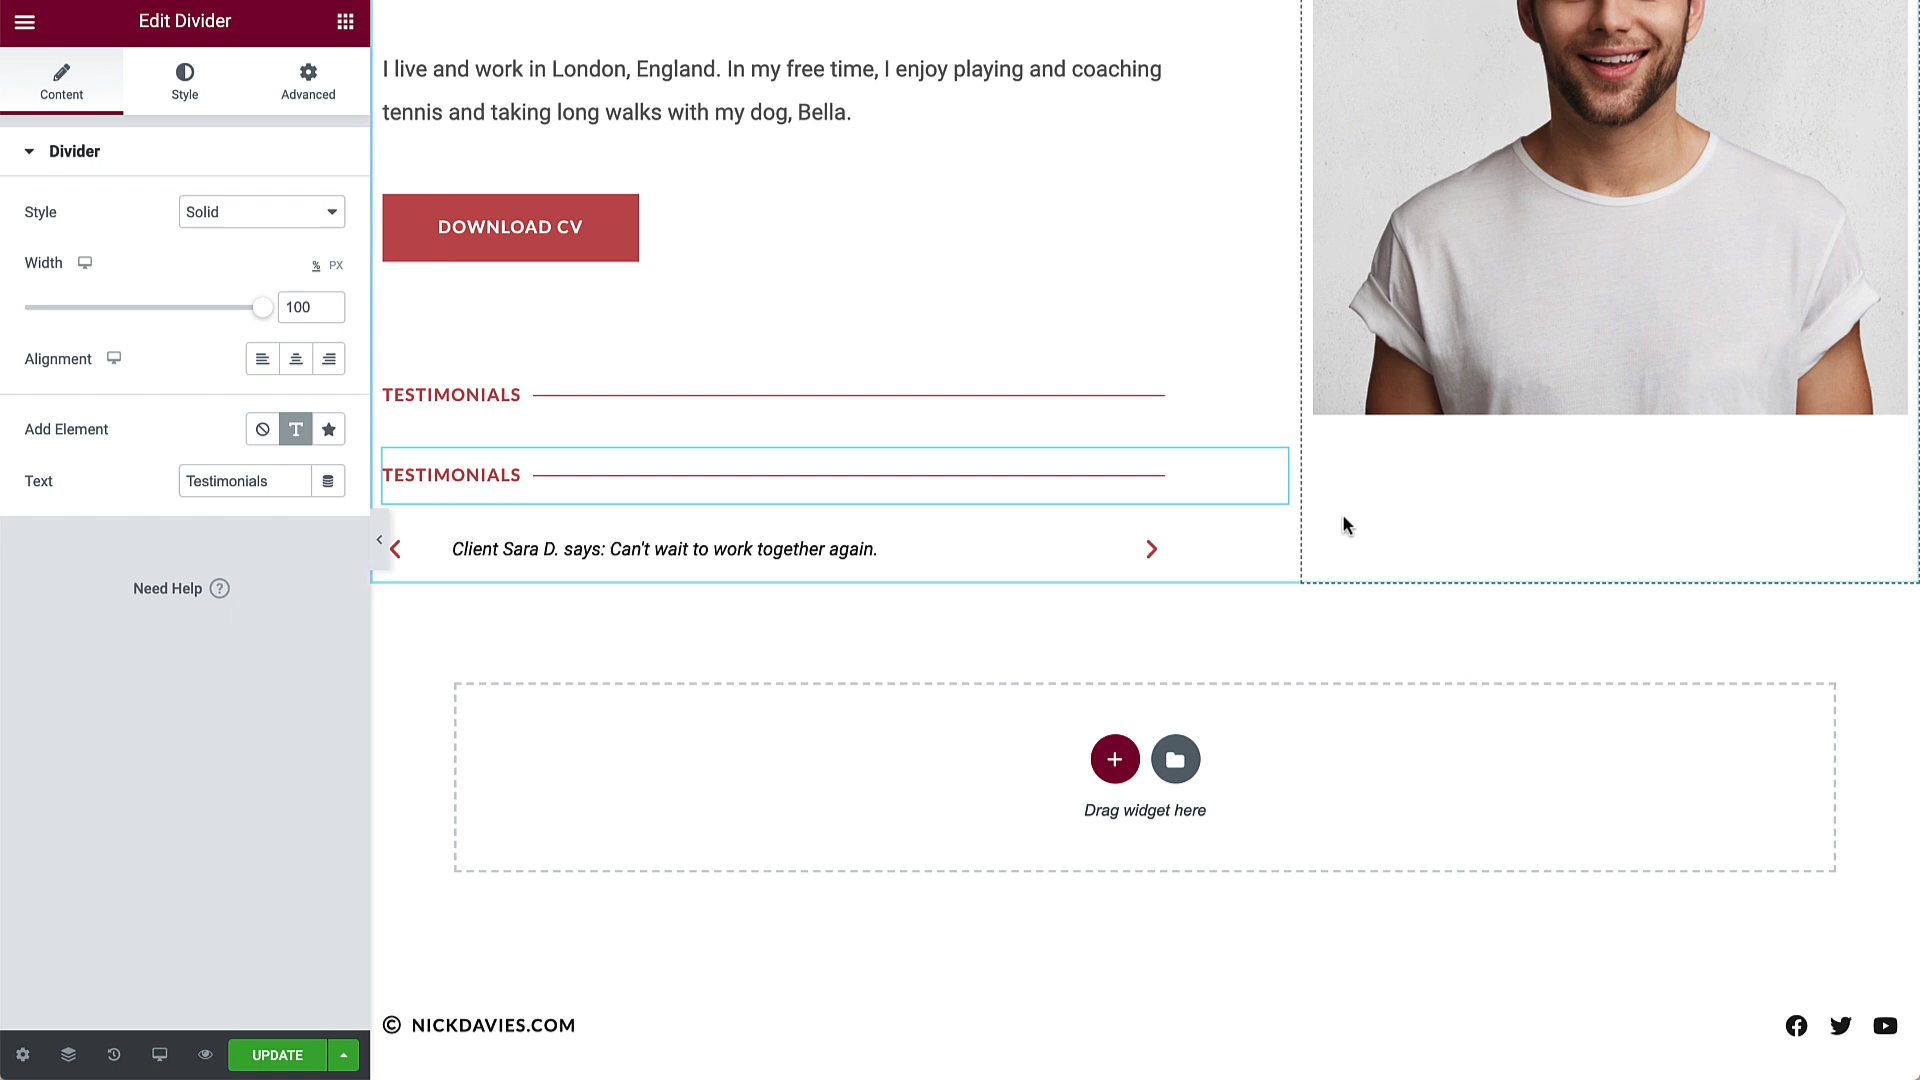 Edit Divider
Content
Style
Advanced
Divider
Style
Solid
Width
% PX
100
Alignment
Add Element
Text
Testimonials
Need Help ?
UPDATE
I live and work in London, England. In my free time, I enjoy playing and coaching
tennis and taking long walks with my dog, Bella.
DOWNLOAD CV
TESTIMONIALS
TESTIMONIALS
Client Sara D. says: Can't wait to work together again.
Drag widget here
© NICKDAVIES.COM